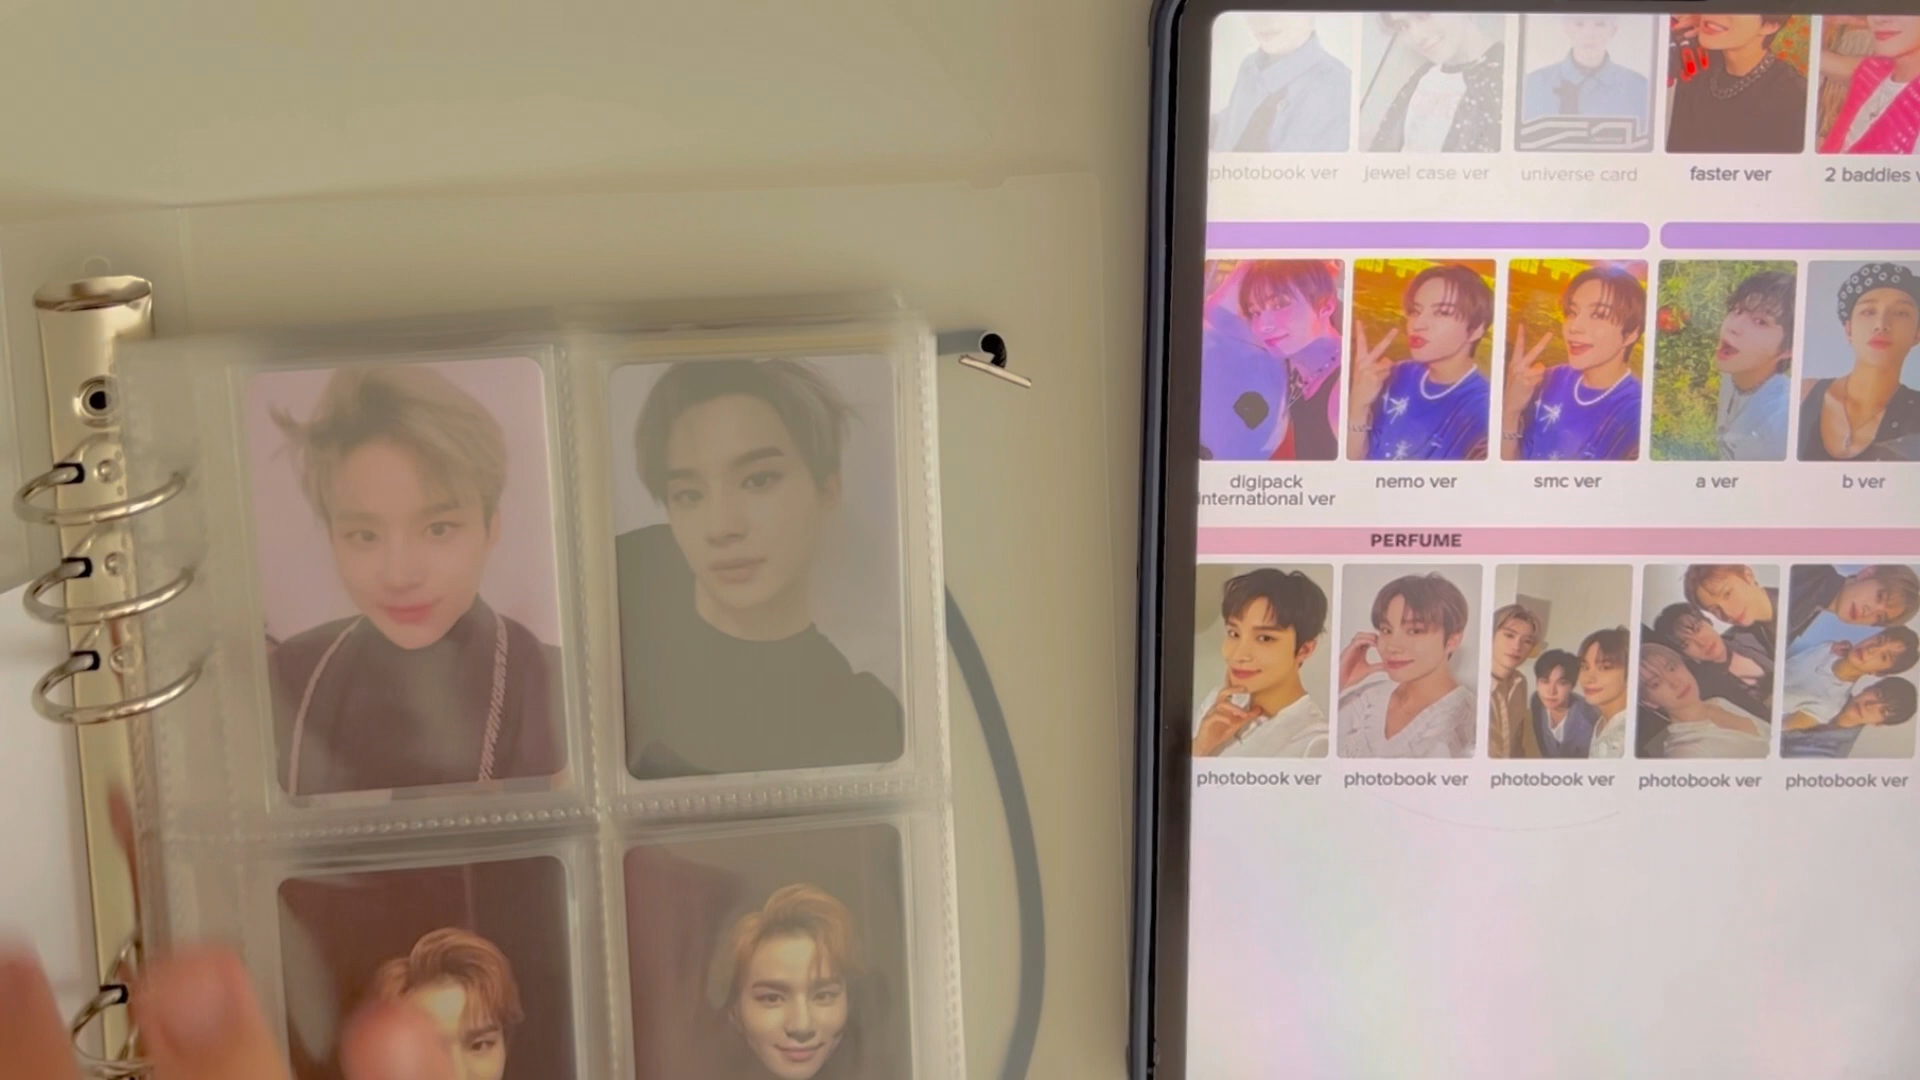 photobook ver
jewel case ver
universe card
faster ver
2 baddies v
digipack
international ver
nemo ver
smc ver
a ver
b ver
PERFUME
photobook ver
photobook ver
photobook ver
photobook ver
photobook ver